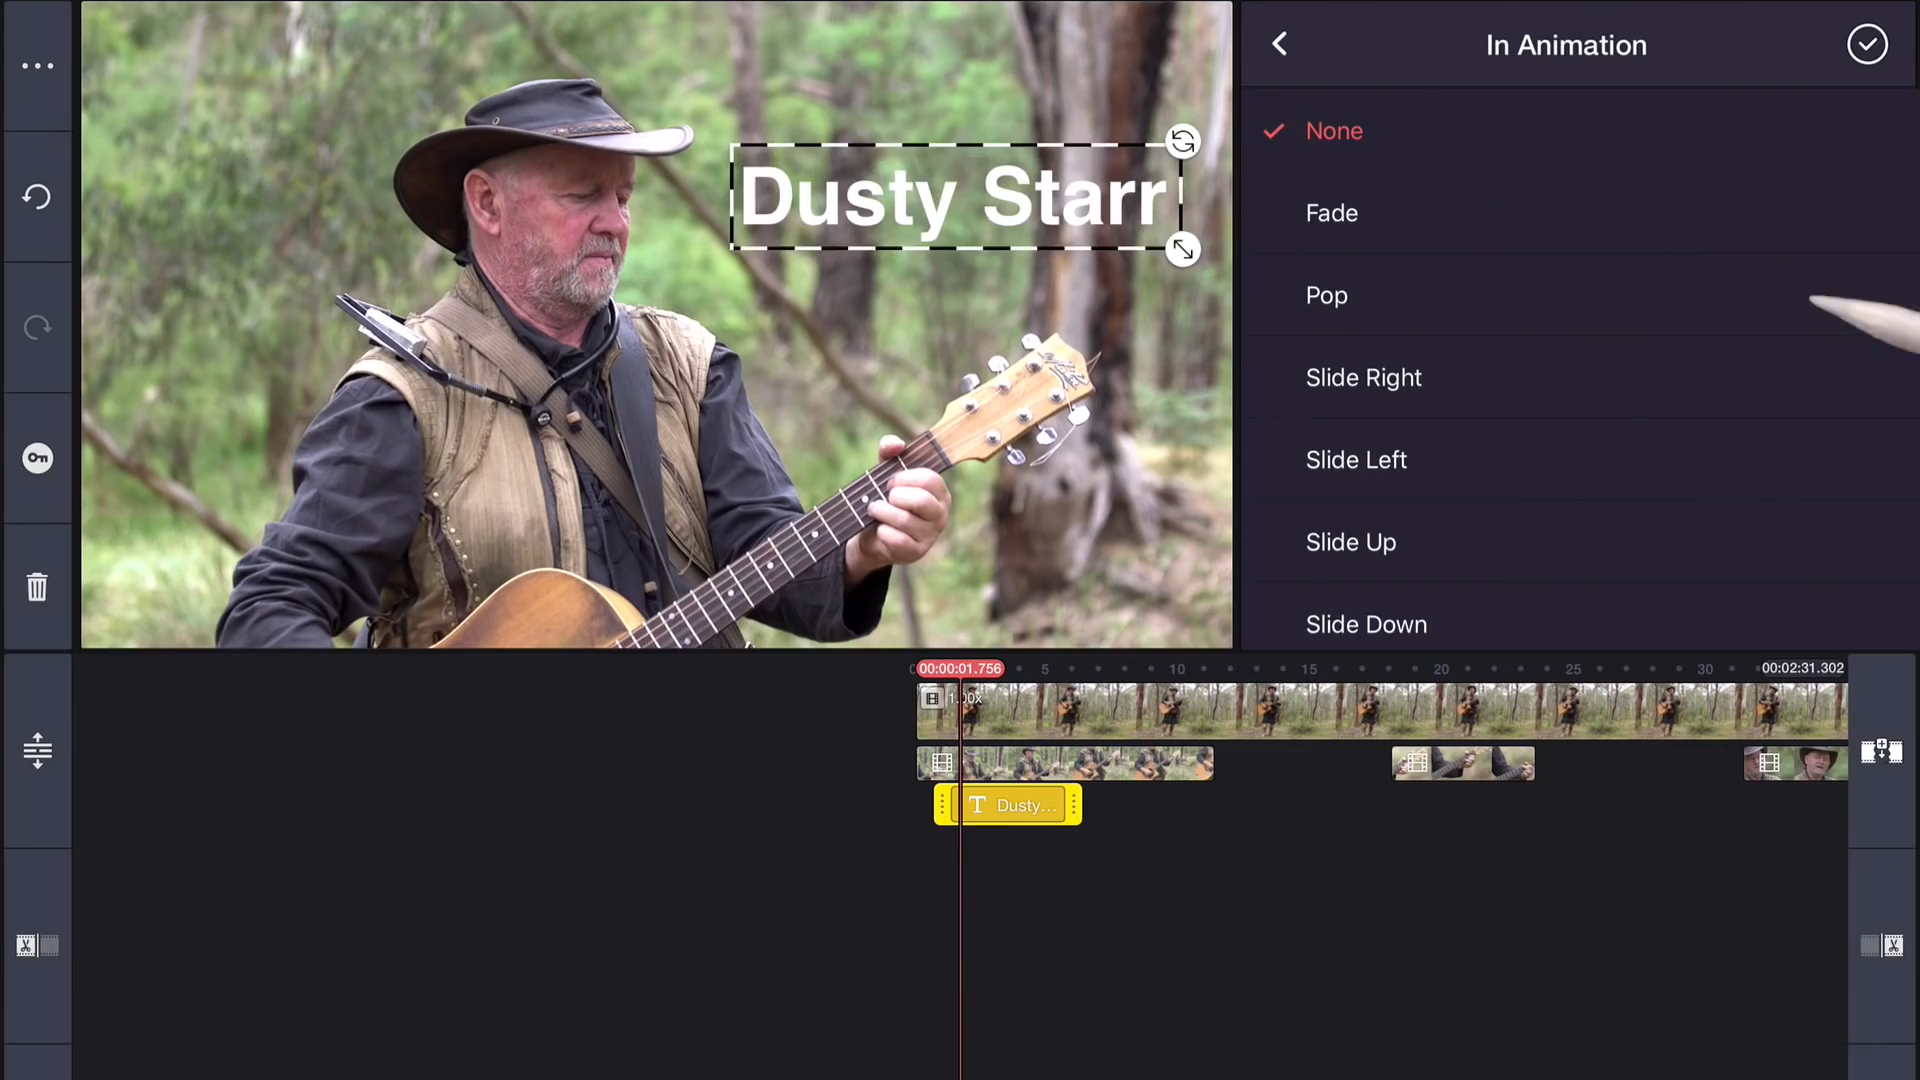 In Animation
None
Fade
Pop
Slide Right
Slide Left
Slide Up
Slide Down
Dusty Starr
00:00:01.756
5
10
15
20
25
30
00:02:31.302
1.00x
T Dusty...